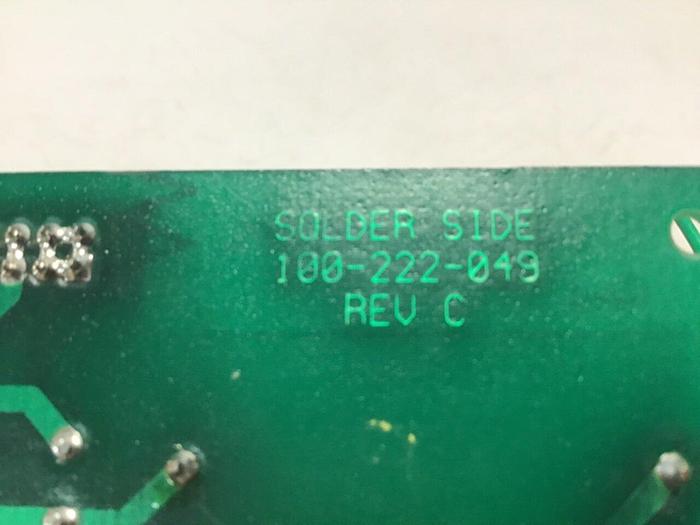 SOLDER SIDE
100-222-049
REV C